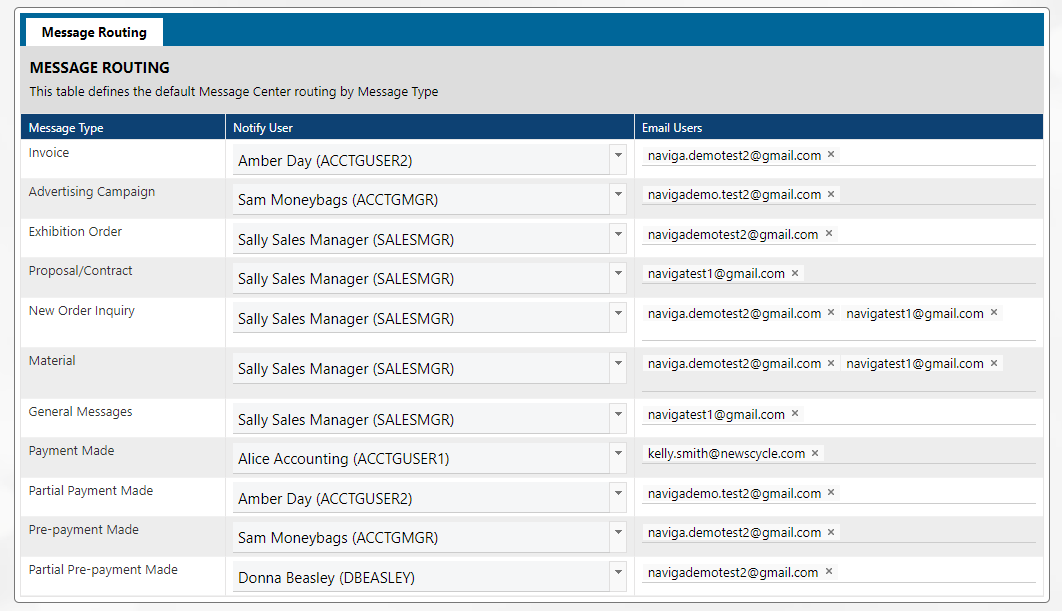 Message Routing
MESSAGE ROUTING
This table defines the default Message Center routing by Message Type
Message Type Notify User Email Users
Invoice Amber Day (ACCTGUSER2) naviga.demotest2@gmail.com ×
Advertising Campaign Sam Moneybags (ACCTGMGR) navigademo.test2@gmail.com ×
Exhibition Order Sally Sales Manager (SALESMGR) navigademotest2@gmail.com ×
Proposal/Contract Sally Sales Manager (SALESMGR) navigatest1@gmail.com ×
New Order Inquiry Sally Sales Manager (SALESMGR) naviga.demotest2@gmail.com × navigatest1@gmail.com ×
Material Sally Sales Manager (SALESMGR) naviga.demotest2@gmail.com × navigatest1@gmail.com ×
General Messages Sally Sales Manager (SALESMGR) navigatest1@gmail.com ×
Payment Made Alice Accounting (ACCTGUSER1) kelly.smith@newscycle.com ×
Partial Payment Made Amber Day (ACCTGUSER2) navigademo.test2@gmail.com ×
Pre-payment Made Sam Moneybags (ACCTGMGR) naviga.demotest2@gmail.com ×
Partial Pre-payment Made Donna Beasley (DBEASLEY) navigademotest2@gmail.com ×